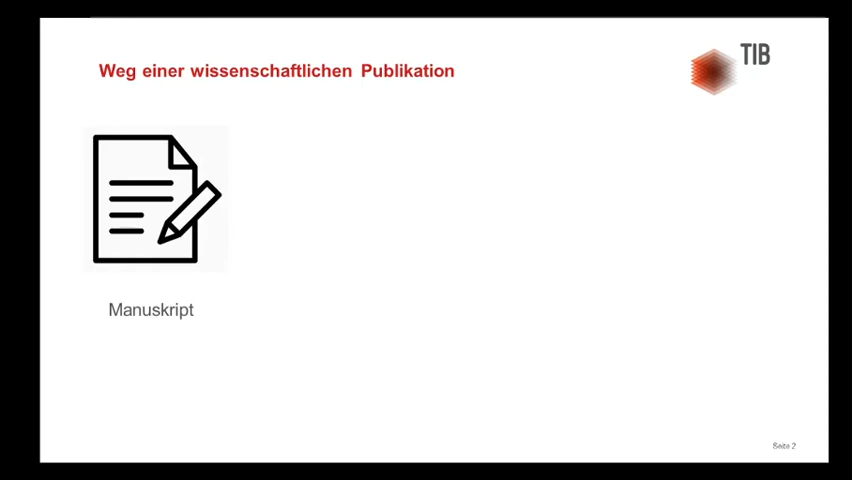 Weg einer wissenschaftlichen Publikation
TIB
Manuskript
Seite 2